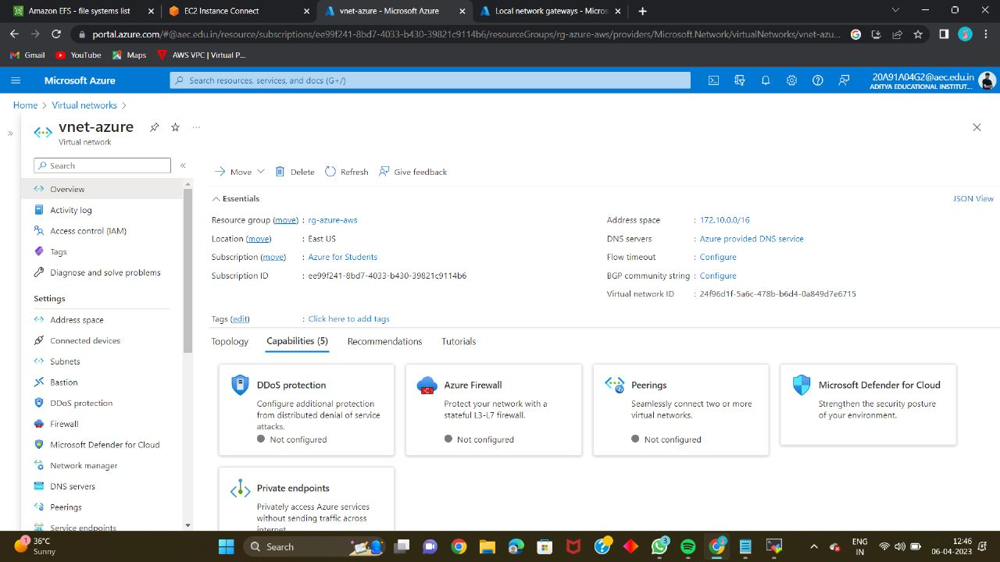 Amazon EFS - file systems list
EC2 Instance Connect
vnet-azure - Microsoft Azure
Local network gateways - Micros
portal.azure.com/#@aec.edu.in/resource/subscriptions/ee99f241-8bd7-4033-b430-39821c9114b6/resourceGroups/rg-azure-aws/providers/Microsoft.Network/virtualNetworks/vnet-azu...
Gmail
YouTube
Maps
AWS VPC | Virtual P...
Microsoft Azure
Search resources, services, and docs (G+/)
20A91A04G2@aec.edu.in
ADITYA EDUCATIONAL INSTITUT...
Home > Virtual networks >
vnet-azure
Virtual network
Search
Move
Delete
Refresh
Give feedback
Overview
Activity log
Access control (IAM)
Tags
Diagnose and solve problems
Settings
Address space
Connected devices
Subnets
Bastion
DDoS protection
Firewall
Microsoft Defender for Cloud
Network manager
DNS servers
Peerings
Service endpoints
Essentials
JSON View
Resource group (move) : rg-azure-aws
Location (move) : East US
Subscription (move) : Azure for Students
Subscription ID : ee99f241-8bd7-4033-b430-39821c9114b6
Address space : 172.10.0.0/16
DNS servers : Azure provided DNS service
Flow timeout : Configure
BGP community string : Configure
Virtual network ID : 24f96d1f-5a6c-478b-b6d4-0a849d7e6715
Tags (edit) : Click here to add tags
Topology
Capabilities (5)
Recommendations
Tutorials
DDoS protection
Configure additional protection
from distributed denial of service
attacks.
Not configured
Azure Firewall
Protect your network with a
stateful L3-L7 firewall.
Not configured
Peerings
Seamlessly connect two or more
virtual networks.
Not configured
Microsoft Defender for Cloud
Strengthen the security posture
of your environment.
Private endpoints
Privately access Azure services
without sending traffic across
internet.
1
36°C
Sunny
Search
3
ENG
IN
12:46
06-04-2023